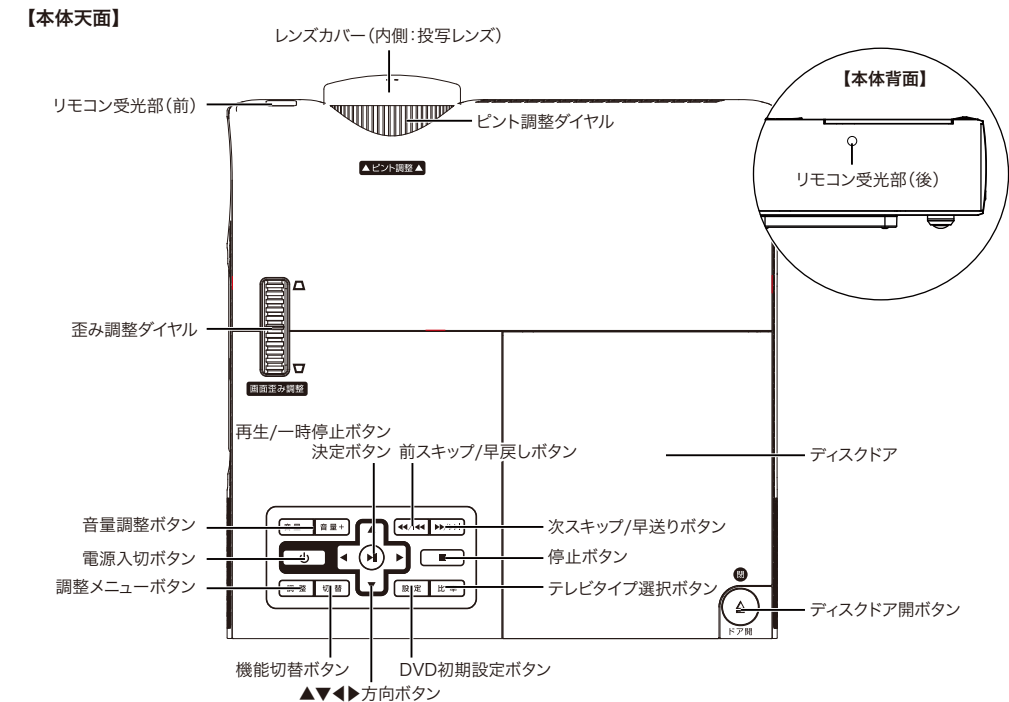 【本体天面】
レンズカバー（内側：投写レンズ）
【本体背面】
リモコン受光部（前）
ピント調整ダイヤル
▲ピント調整▲
リモコン受光部（後）
歪み調整ダイヤル
画面歪み調整
再生/一時停止ボタン
決定ボタン
前スキップ/早戻しボタン
ディスクドア
音量調整ボタン
音量+
次スキップ/早送りボタン
電源入切ボタン
停止ボタン
調整メニューボタン
調整
切替
設定
比率
テレビタイプ選択ボタン
閉
ディスクドア開ボタン
ドア開
機能切替ボタン
DVD初期設定ボタン
▲▼◀▶方向ボタン